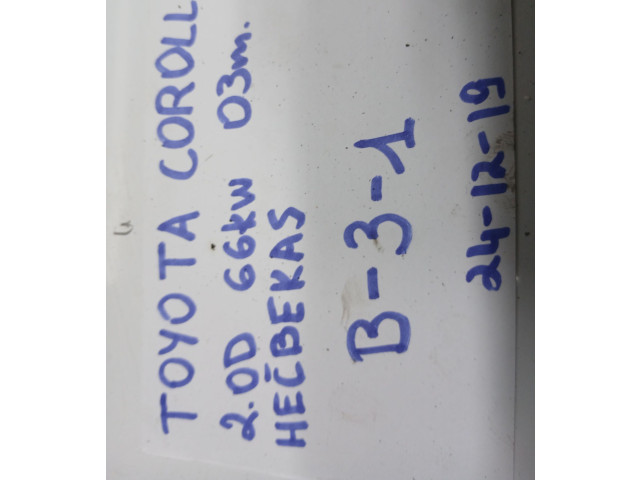 TOYOTA COROLL
2.0D 66kW 03m.
HEČBEKAS
B-3-1
24-12-19